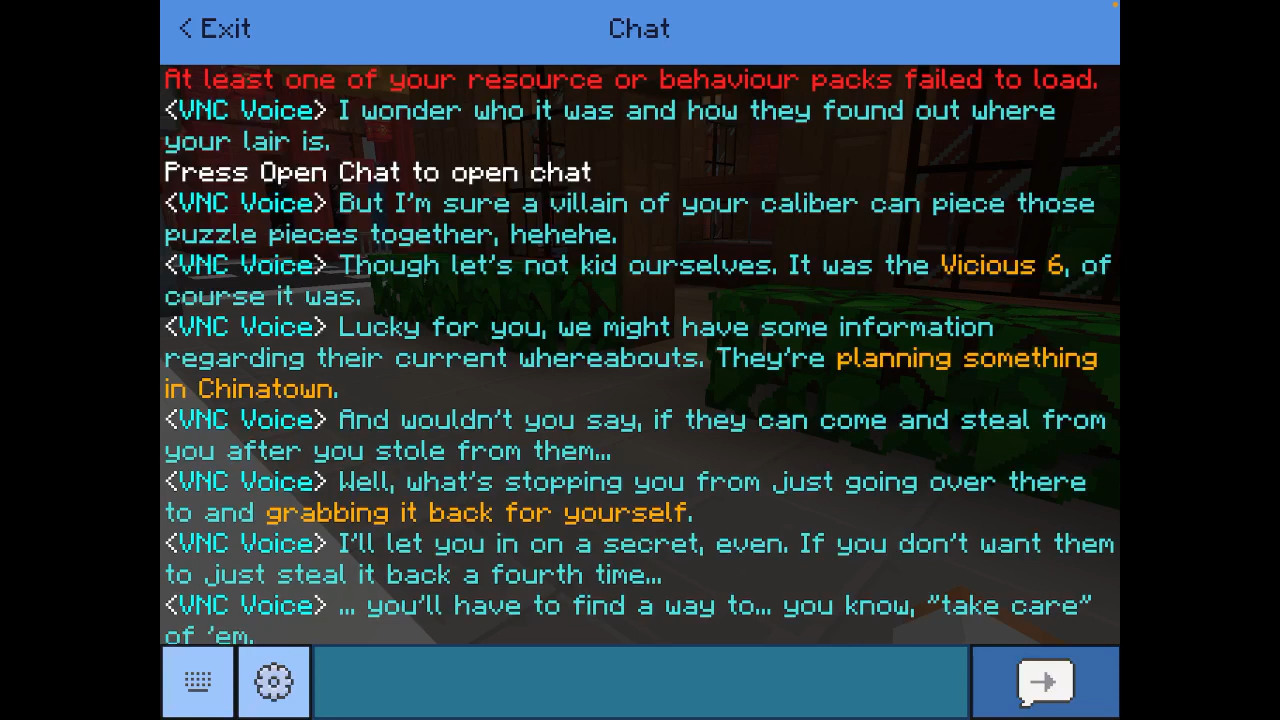 < Exit
Chat
At least one of your resource or behaviour packs failed to load.
<VNC Voice> I wonder who it was and how they found out where
your lair is.
Press Open Chat to open chat
<VNC Voice> But I'm sure a villain of your caliber can piece those
puzzle pieces together, hehehe.
<VNC Voice> Though let's not kid ourselves. It was the Vicious 6, of
course it was.
<VNC Voice> Lucky for you, we might have some information
regarding their current whereabouts. They're planning something
in Chinatown.
<VNC Voice> And wouldn't you say, if they can come and steal from
you after you stole from them...
<VNC Voice> Well, what's stopping you from just going over there
to and grabbing it back for yourself.
<VNC Voice> I'll let you in on a secret, even. If you don't want them
to just steal it back a fourth time...
<VNC Voice> ... you'll have to find a way to... you know, "take care"
of 'em.